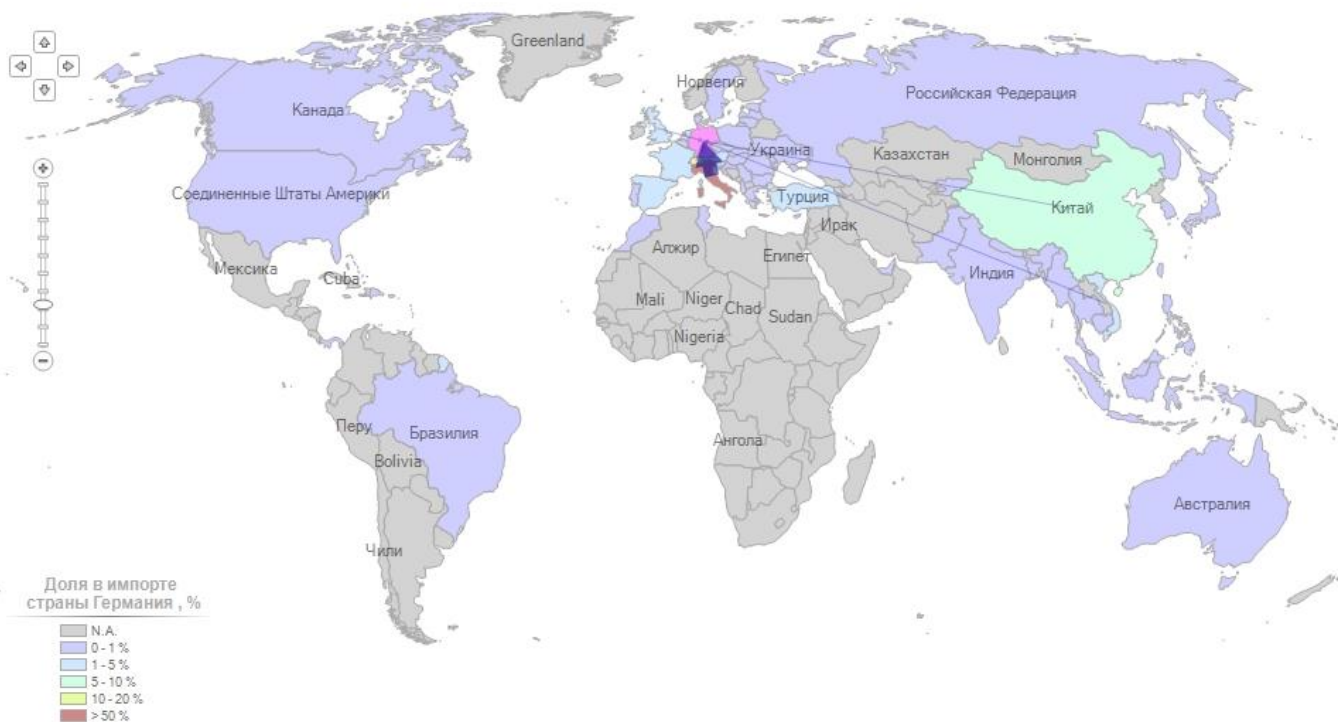 Greenland
Норвегия
Канада
Российская Федерация
Украина
Казахстан
Монголия
Соединенные Штаты Америки
Турция
Китай
Ирак
Алжир
Египет
Мексика
Cuba
Индия
Mali
Niger
Chad
Sudan
Nigeria
Перу
Бразилия
Ангола
Bolivia
Австралия
Чили
Доля в импорте
страны Германия , %
N.A.
0 - 1 %
1 - 5 %
5 - 10 %
10 - 20 %
> 50 %